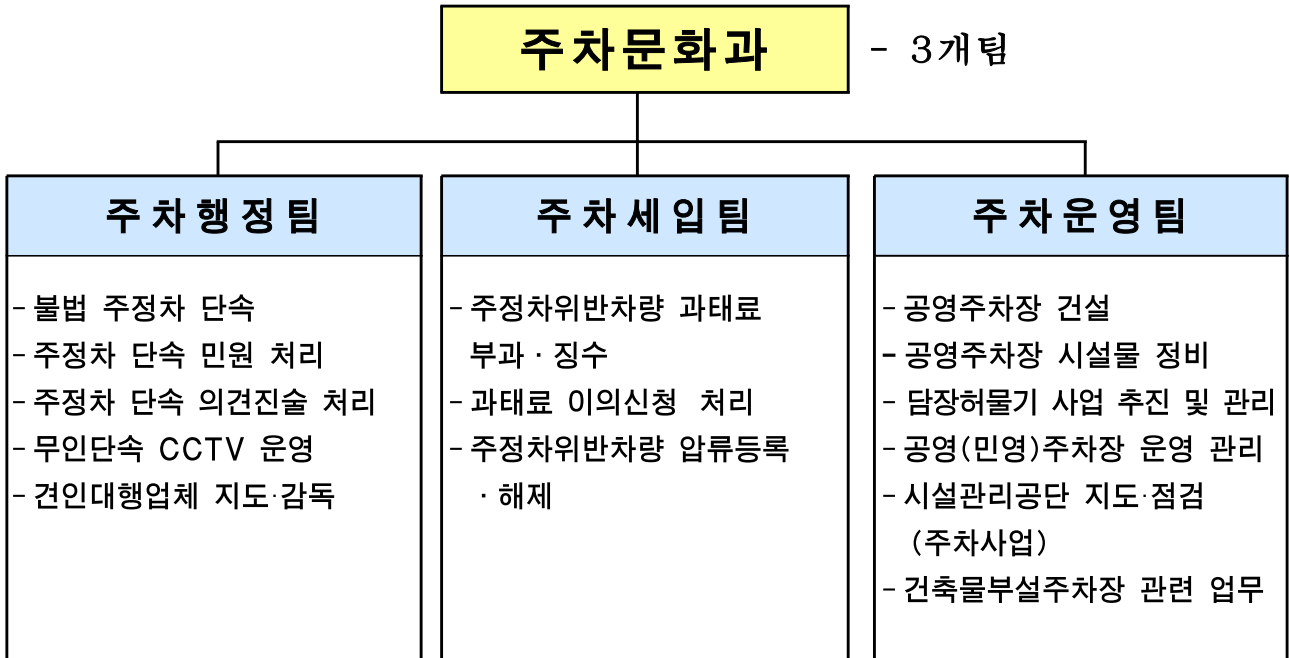 주차문화과 - 3개팀
주차행정팀
- 불법 주정차 단속
- 주정차 단속 민원 처리
- 주정차 단속 의견진술 처리
- 무인단속 CCTV 운영
- 견인대행업체 지도·감독
주차세입팀
- 주정차위반차량 과태료
부과·징수
- 과태료 이의신청 처리
- 주정차위반차량 압류등록
·해제
주차운영팀
- 공영주차장 건설
- 공영주차장 시설물 정비
- 담장허물기 사업 추진 및 관리
- 공영(민영)주차장 운영 관리
- 시설관리공단 지도·점검
(주차사업)
- 건축물부설주차장 관련 업무